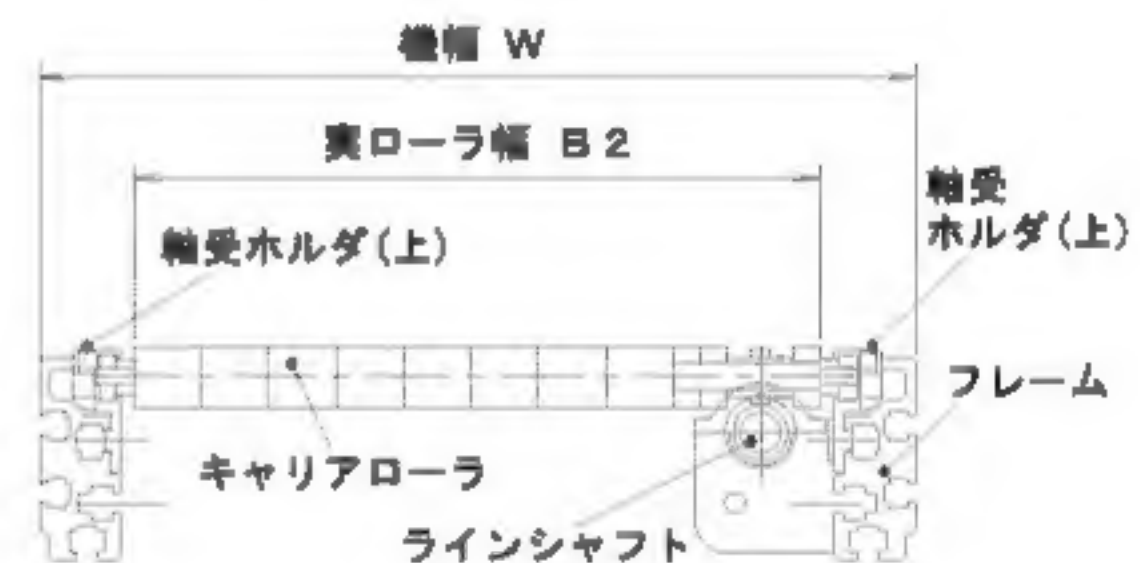 機幅 W
実ローラ幅 B2
軸受
ホルダ(上)
軸受ホルダ(上)
フレーム
キャリアローラ
ラインシャフト